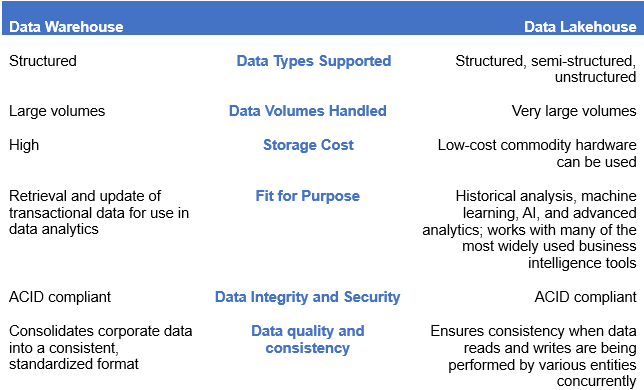 Data Warehouse Data Lakehouse
Structured Data Types Supported Structured, semi-structured,
unstructured
Large volumes Data Volumes Handled Very large volumes
High Storage Cost Low-cost commodity hardware
can be used
Retrieval and update of Fit for Purpose Historical analysis, machine
transactional data for use in learning, AI, and advanced
data analytics analytics; works with many of the
most widely used business
intelligence tools
ACID compliant Data Integrity and Security ACID compliant
Consolidates corporate data Data quality and Ensures consistency when data
into a consistent, consistency reads and writes are being
standardized format performed by various entities
concurrently